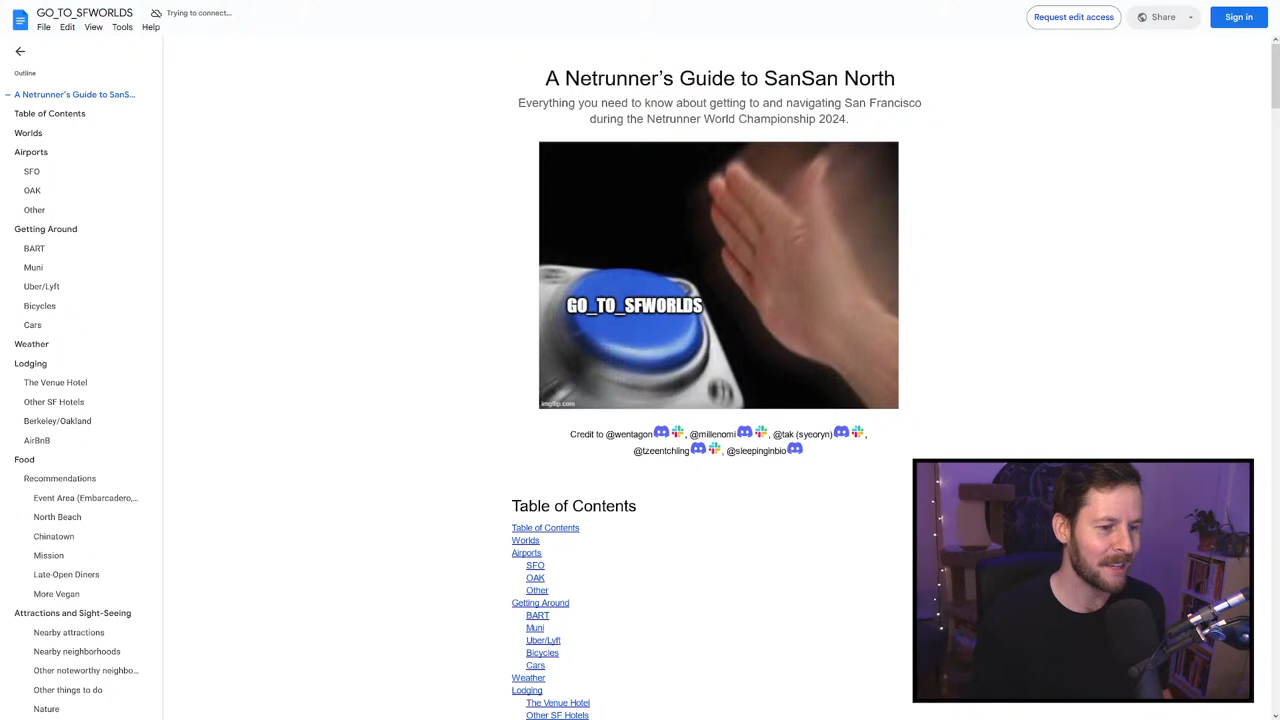 GO_TO_SFWORLDS
Trying to connect...
File Edit View Tools Help
Request edit access
Share
Sign in
Outline
A Netrunner's Guide to SanS...
Table of Contents
Worlds
Airports
SFO
OAK
Other
Getting Around
BART
Muni
Uber/Lyft
Bicycles
Cars
Weather
Lodging
The Venue Hotel
Other SF Hotels
Berkeley/Oakland
AirBnB
Food
Recommendations
Event Area (Embarcadero,...
North Beach
Chinatown
Mission
Late-Open Diners
More Vegan
Attractions and Sight-Seeing
Nearby attractions
Nearby neighborhoods
Other noteworthy neighbo...
Other things to do
Nature
A Netrunner's Guide to SanSan North
Everything you need to know about getting to and navigating San Francisco
during the Netrunner World Championship 2024.
GO_TO_SFWORLDS
imgflip.com
Credit to @wentagon, @millenomi, @tak (syeoryn),
@tzeentchling, @sleepinginbio
Table of Contents
Table of Contents
Worlds
Airports
SFO
OAK
Other
Getting Around
BART
Muni
Uber/Lyft
Bicycles
Cars
Weather
Lodging
The Venue Hotel
Other SF Hotels